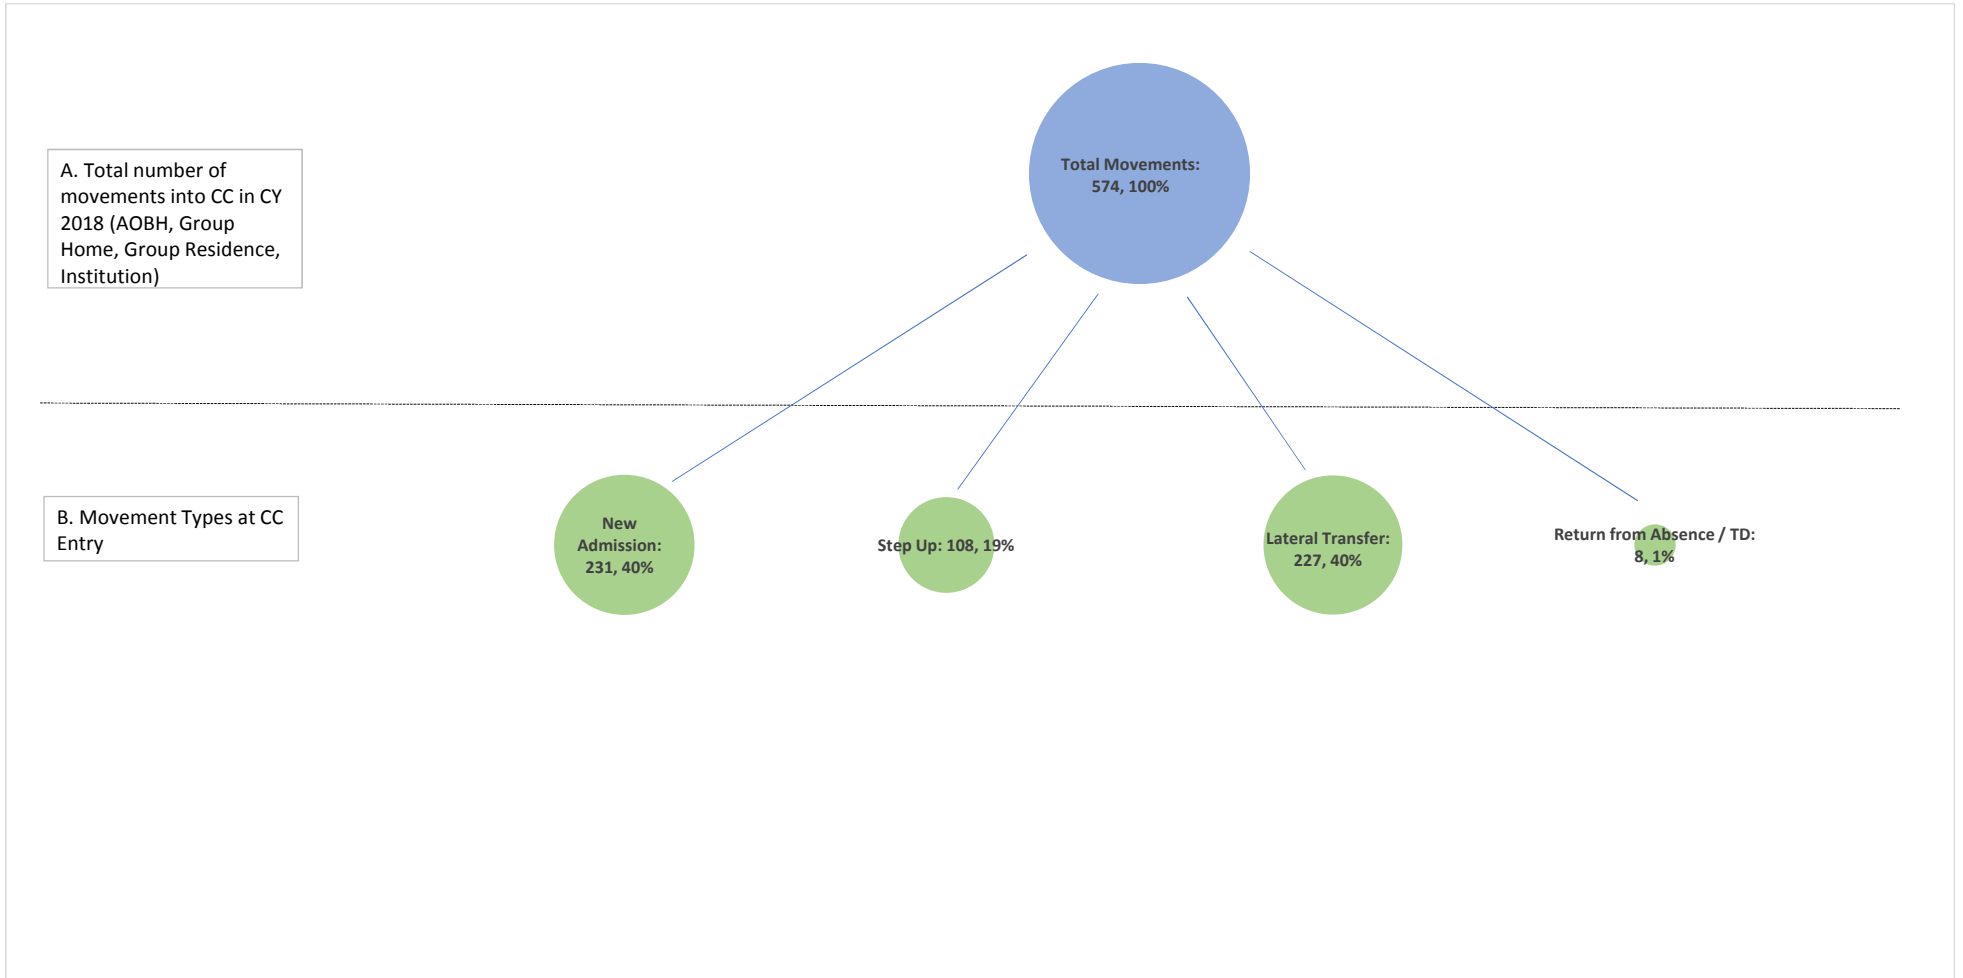 Total Movements:
574, 100%
A. Total number of
movements into CC in CY
2018 (AOBH, Group
Home, Group Residence,
Institution)
B. Movement Types at CC
Entry
New
Admission:
231, 40%
Step Up: 108, 19%
Lateral Transfer:
227, 40%
Return from Absence / TD:
8, 1%